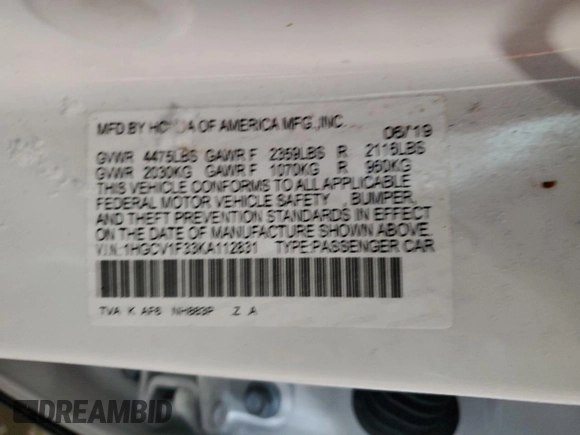 MFD.BY HONDA OF AMERICA MFG.,INC. 06/19
GVWR 4475LBS GAWR F 2359LBS R 2116LBS
GVWR 2030KG GAWR F 1070KG R 960KG
THIS VEHICLE CONFORMS TO ALL APPLICABLE
FEDERAL MOTOR VEHICLE SAFETY , BUMPER,
AND THEFT PREVENTION STANDARDS IN EFFECT
ON THE DATE OF MANUFACTURE SHOWN ABOVE.
V.I.N.:1HGCV1F33KA112831 TYPE:PASSENGER CAR
TVA K AF6 NH883P Z A
DREAMBID